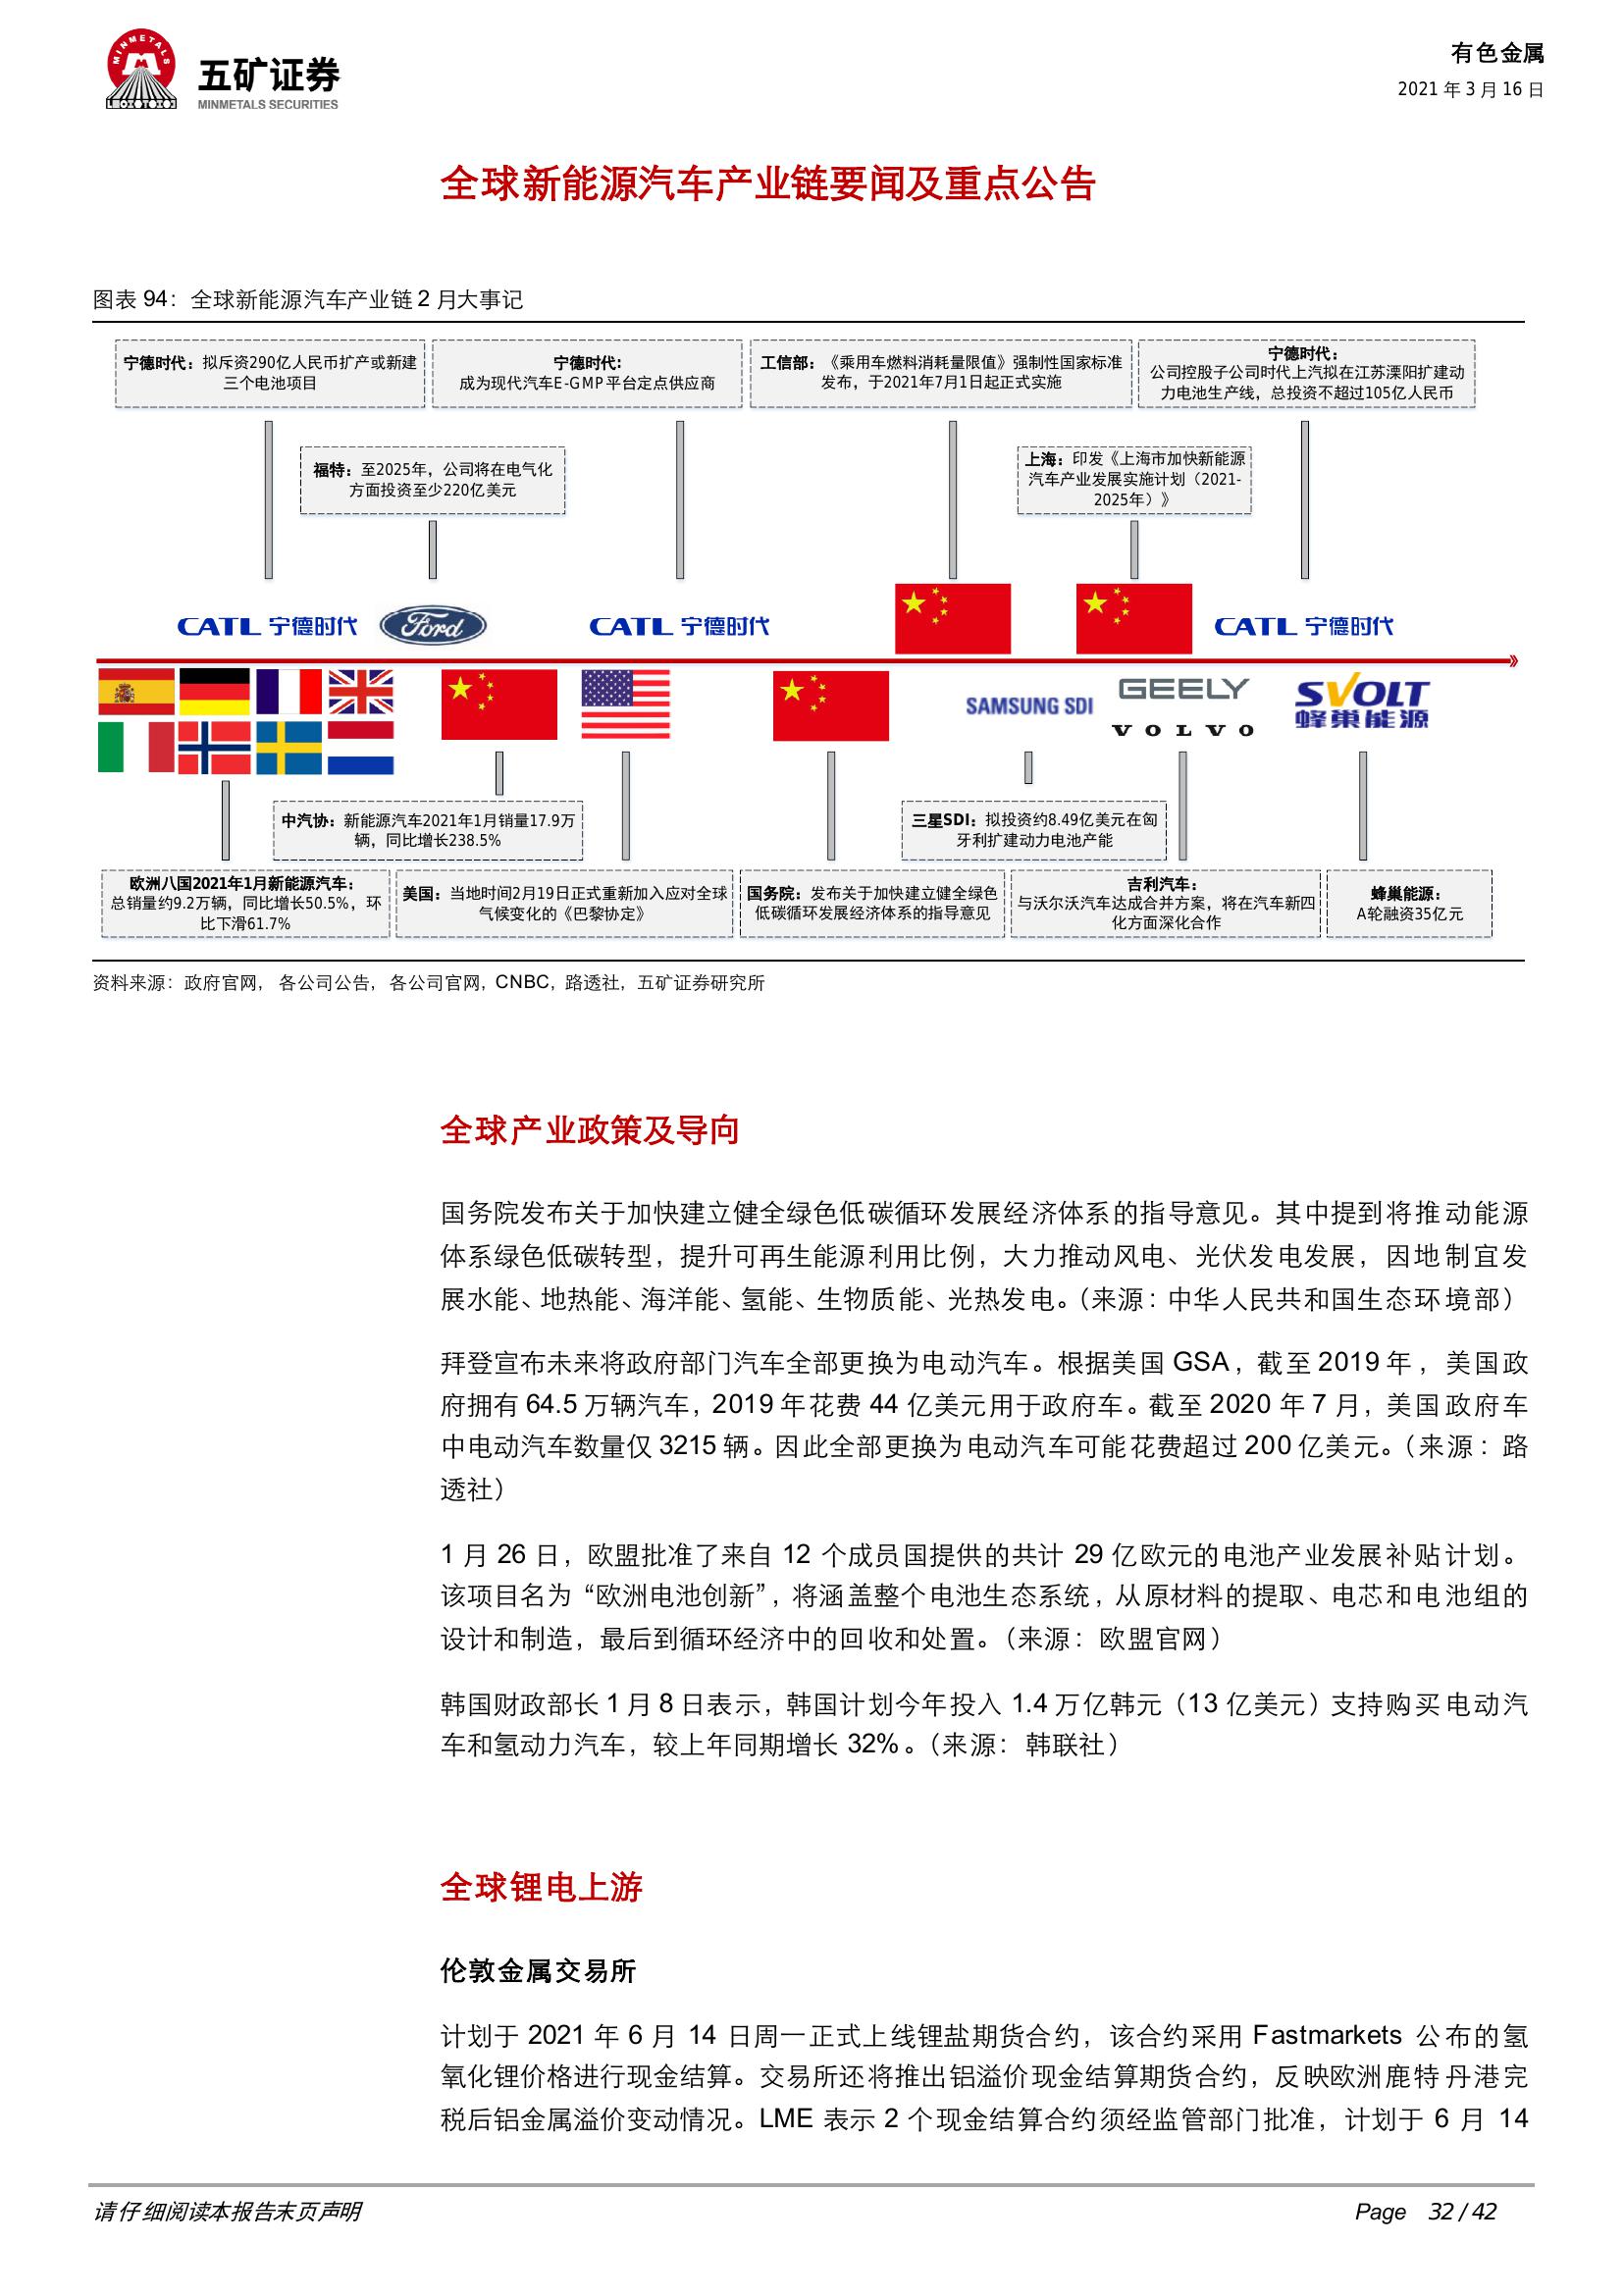 MINMETALS
五矿证券
MINMETALS SECURITIES
有色金属
2021 年 3 月 16 日
全球新能源汽车产业链要闻及重点公告
图表 94：全球新能源汽车产业链 2 月大事记
宁德时代：拟斥资290亿人民币扩产或新建
三个电池项目
宁德时代:
成为现代汽车E-GMP平台定点供应商
工信部：《乘用车燃料消耗量限值》强制性国家标准
发布，于2021年7月1日起正式实施
宁德时代：
公司控股子公司时代上汽拟在江苏溧阳扩建动
力电池生产线，总投资不超过105亿人民币
福特：至2025年，公司将在电气化
方面投资至少220亿美元
上海：印发《上海市加快新能源
汽车产业发展实施计划（2021-
2025年）》
CATL 宁德时代
Ford
CATL 宁德时代
CATL 宁德时代
SAMSUNG SDI
GEELY
VOLVO
SVOLT
蜂巢能源
中汽协：新能源汽车2021年1月销量17.9万
辆，同比增长238.5%
三星SDI：拟投资约8.49亿美元在匈
牙利扩建动力电池产能
欧洲八国2021年1月新能源汽车：
总销量约9.2万辆，同比增长50.5%，环
比下滑61.7%
美国：当地时间2月19日正式重新加入应对全球
气候变化的《巴黎协定》
国务院：发布关于加快建立健全绿色
低碳循环发展经济体系的指导意见
吉利汽车：
与沃尔沃汽车达成合并方案，将在汽车新四
化方面深化合作
蜂巢能源：
A轮融资35亿元
资料来源：政府官网，各公司公告，各公司官网，CNBC，路透社，五矿证券研究所
全球产业政策及导向
国务院发布关于加快建立健全绿色低碳循环发展经济体系的指导意见。其中提到将推动能源
体系绿色低碳转型，提升可再生能源利用比例，大力推动风电、光伏发电发展，因地制宜发
展水能、地热能、海洋能、氢能、生物质能、光热发电。（来源：中华人民共和国生态环境部）
拜登宣布未来将政府部门汽车全部更换为电动汽车。根据美国 GSA，截至 2019 年，美国政
府拥有 64.5 万辆汽车，2019 年花费 44 亿美元用于政府车。截至 2020 年 7 月，美国政府车
中电动汽车数量仅 3215 辆。因此全部更换为电动汽车可能花费超过 200 亿美元。（来源：路
透社）
1 月 26 日，欧盟批准了来自 12 个成员国提供的共计 29 亿欧元的电池产业发展补贴计划。
该项目名为“欧洲电池创新”，将涵盖整个电池生态系统，从原材料的提取、电芯和电池组的
设计和制造，最后到循环经济中的回收和处置。（来源：欧盟官网）
韩国财政部长 1 月 8 日表示，韩国计划今年投入 1.4 万亿韩元（13 亿美元）支持购买电动汽
车和氢动力汽车，较上年同期增长 32%。（来源：韩联社）
全球锂电上游
伦敦金属交易所
计划于 2021 年 6 月 14 日周一正式上线锂盐期货合约，该合约采用 Fastmarkets 公布的氢
氧化锂价格进行现金结算。交易所还将推出铝溢价现金结算期货合约，反映欧洲鹿特丹港完
税后铝金属溢价变动情况。LME 表示 2 个现金结算合约须经监管部门批准，计划于 6 月 14
请仔细阅读本报告末页声明
Page 32 / 42